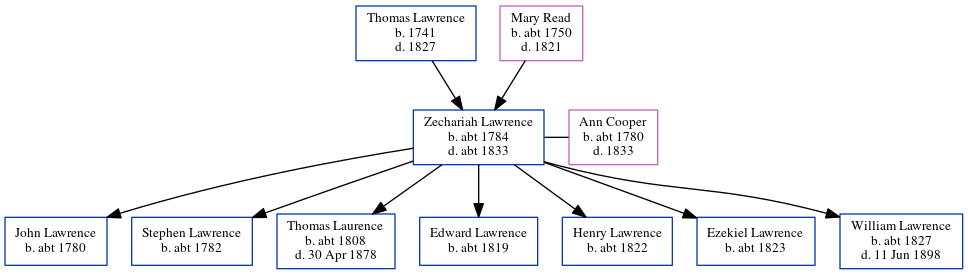 Thomas Lawrence
b. 1741
d. 1827
Mary Read
b. abt 1750
d. 1821
Zechariah Lawrence
b. abt 1784
d. abt 1833
Ann Cooper
b. abt 1780
d. 1833
John Lawrence
b. abt 1780
Stephen Lawrence
b. abt 1782
Thomas Laurence
b. abt 1808
d. 30 Apr 1878
Edward Lawrence
b. abt 1819
Henry Lawrence
b. abt 1822
Ezekiel Lawrence
b. abt 1823
William Lawrence
b. abt 1827
d. 11 Jun 1898